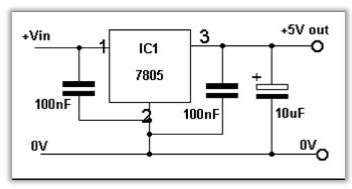 +Vin
1
IC1
7805
3
+5V out
100nF
2
100nF
+
10uF
0V
0V